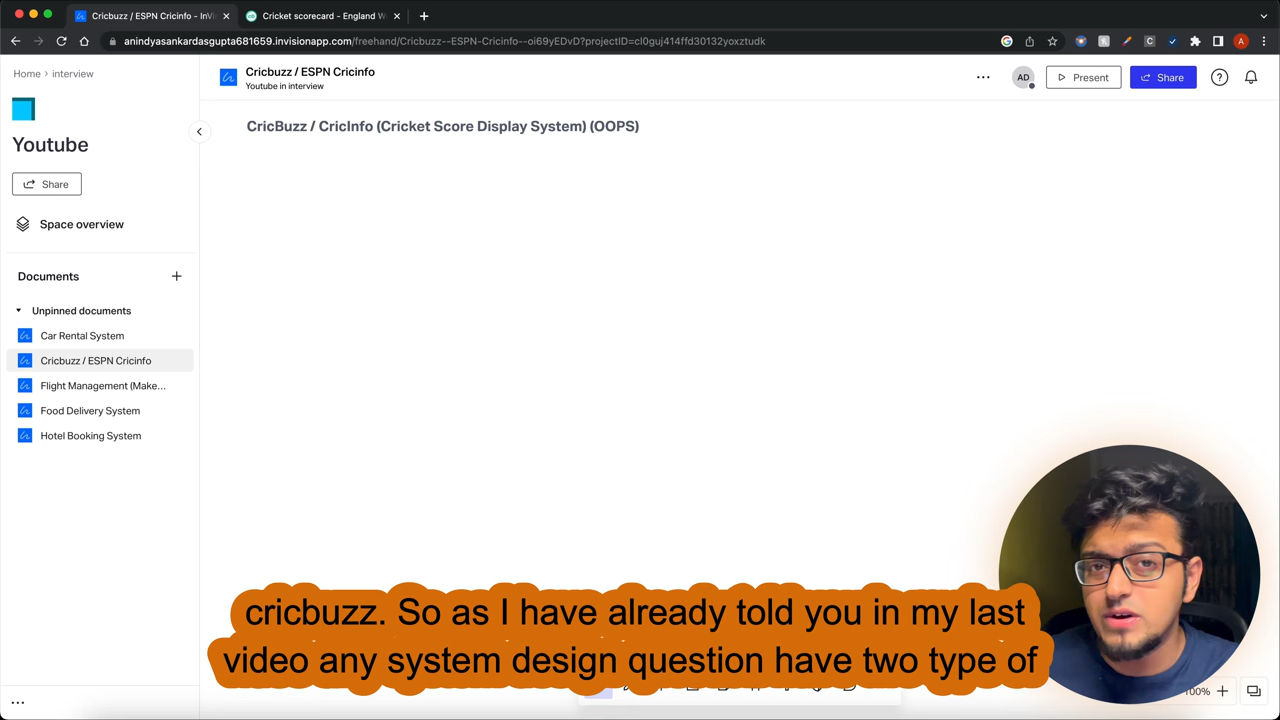 Cricbuzz / ESPN Cricinfo - InVi
Cricket scorecard - England W
anindyasankardasgupta681659.invisionapp.com/freehand/Cricbuzz--ESPN-Cricinfo--oi69yEDvD?projectID=cl0guj414ffd30132yoxztudk
Home > interview
Youtube
Share
Space overview
Documents
Unpinned documents
Car Rental System
Cricbuzz / ESPN Cricinfo
Flight Management (Make...
Food Delivery System
Hotel Booking System
Cricbuzz / ESPN Cricinfo
Youtube in interview
AD
Present
Share
CricBuzz / CricInfo (Cricket Score Display System) (OOPS)
cricbuzz. So as I have already told you in my last
video any system design question have two type of
100%